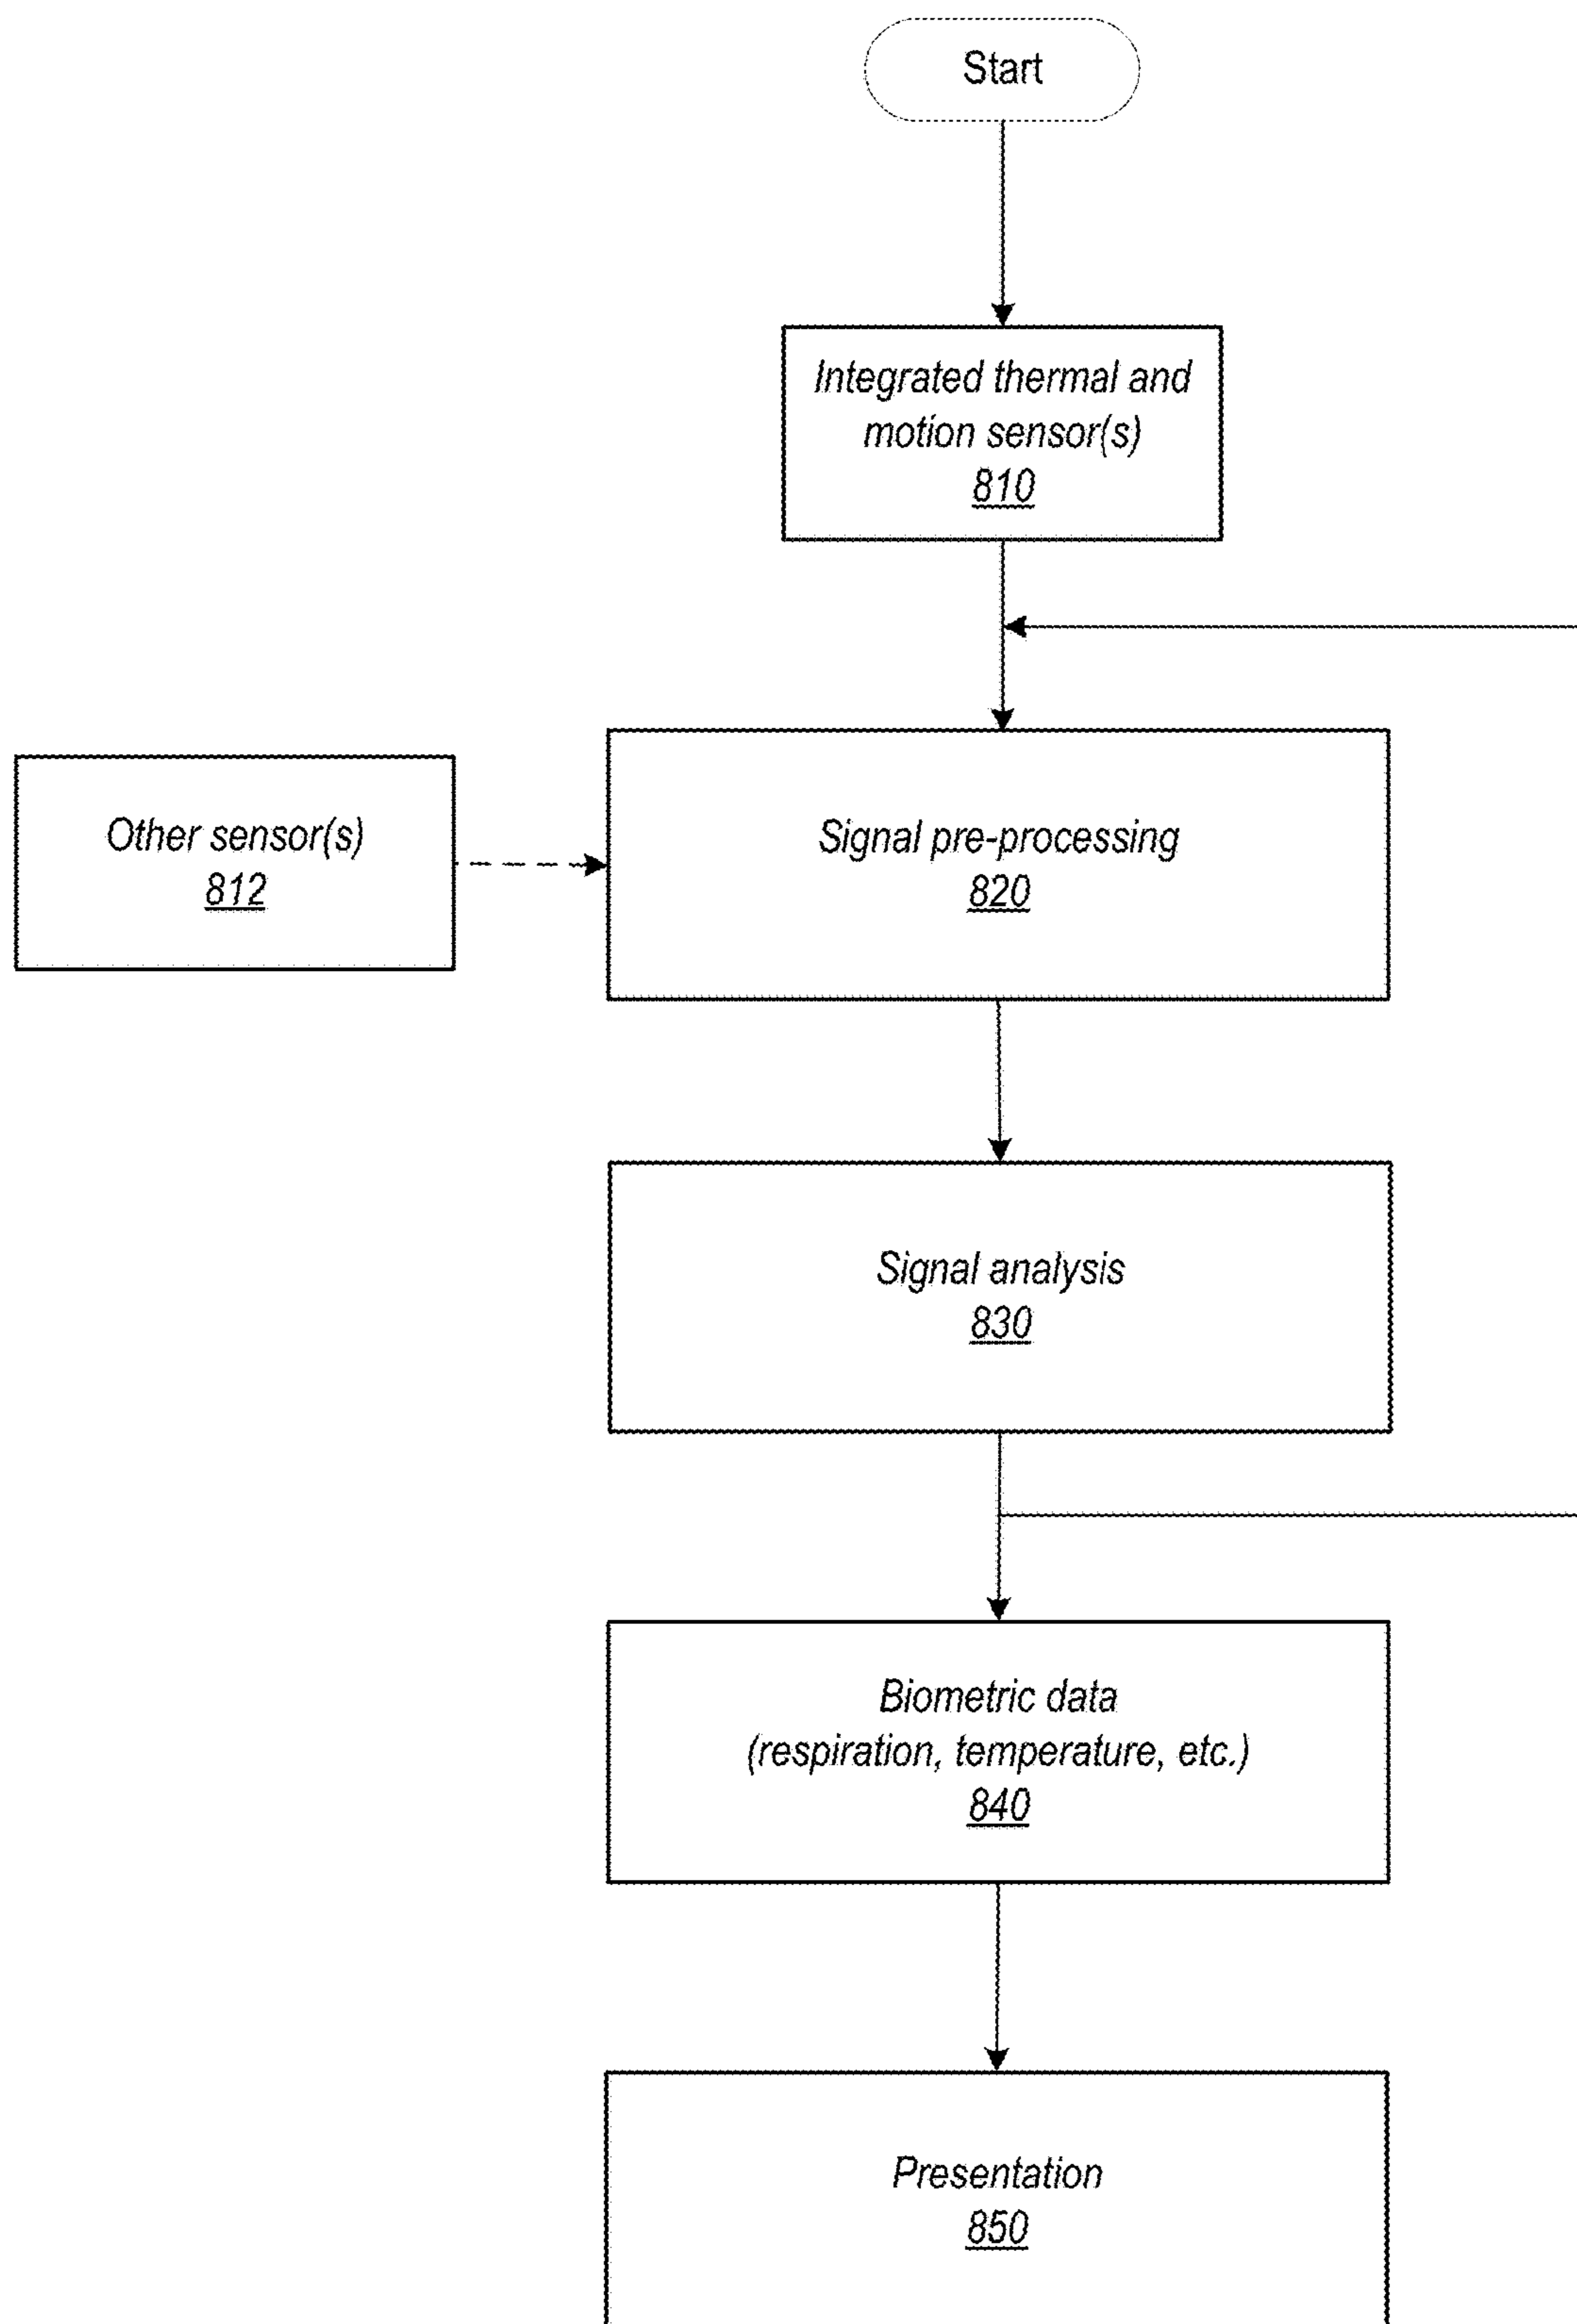 Start
Integrated thermal and
motion sensor(s)
810
Other sensor(s)
812
Signal pre-processing
820
Signal analysis
830
Biometric data
(respiration, temperature, etc.)
840
Presentation
850